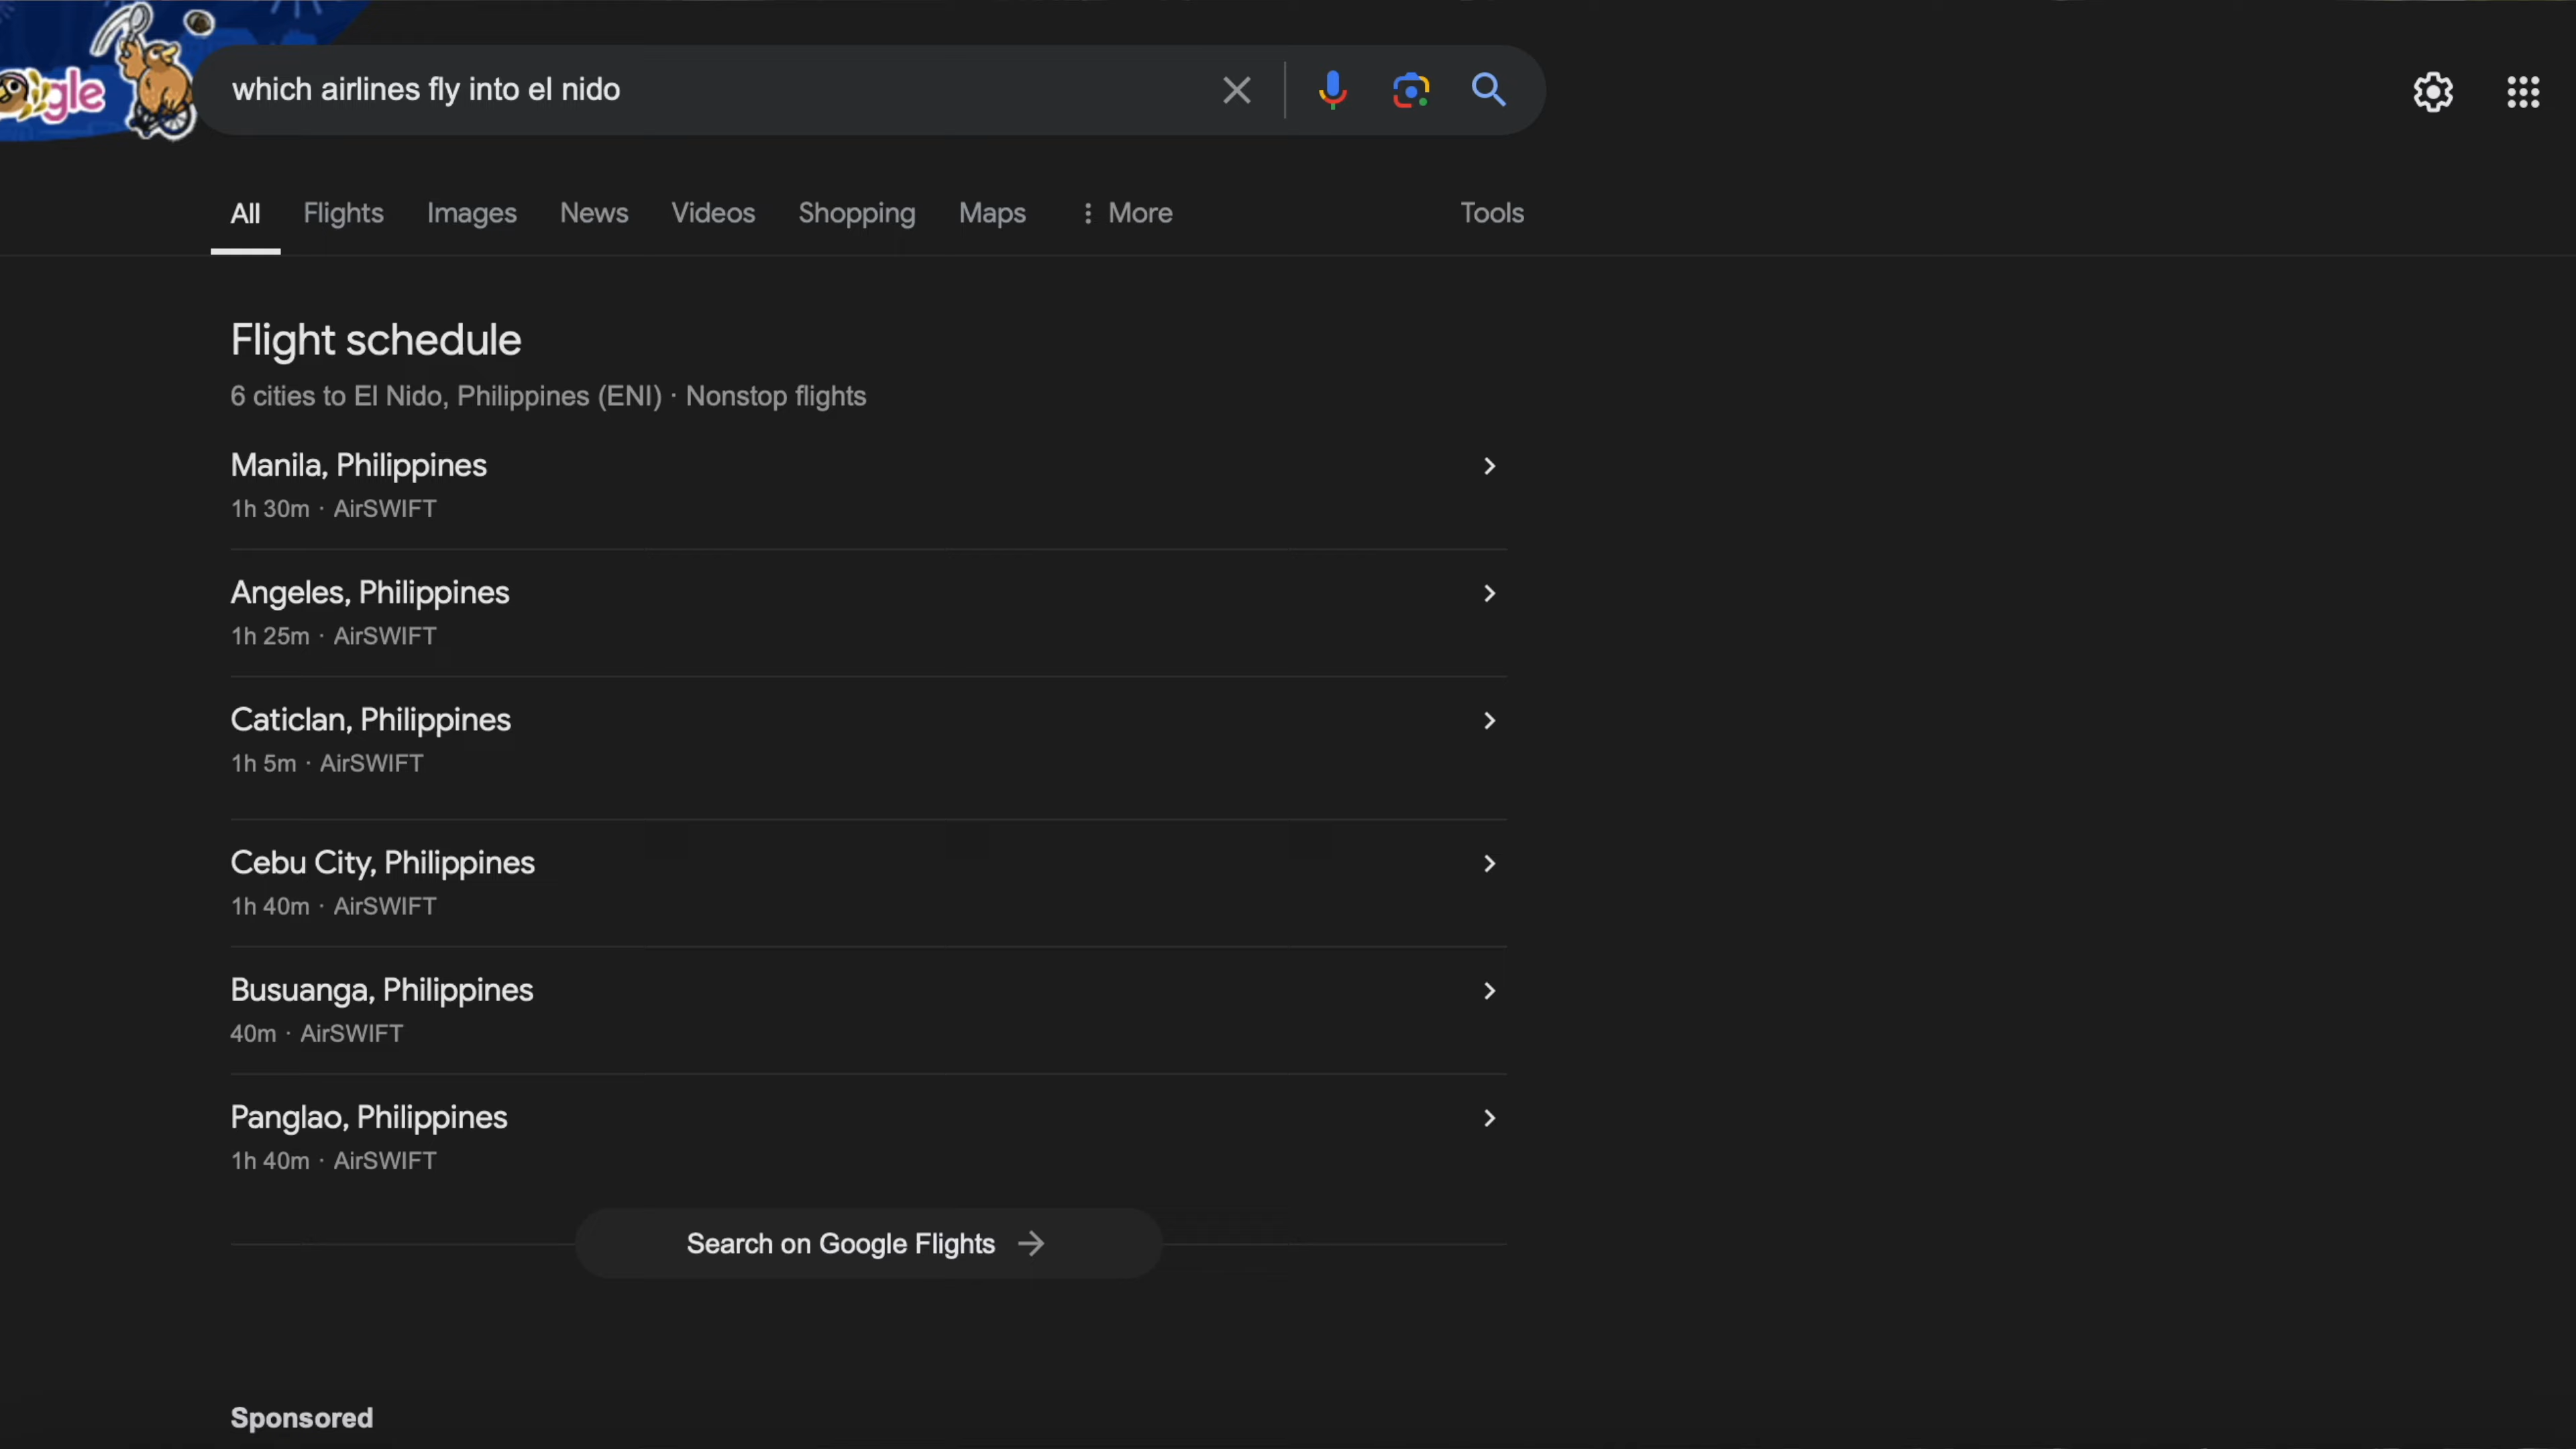 gle
which airlines fly into el nido
All Flights Images News Videos Shopping Maps More Tools
Flight schedule
6 cities to El Nido, Philippines (ENI) · Nonstop flights
Manila, Philippines
1h 30m · AirSWIFT
Angeles, Philippines
1h 25m · AirSWIFT
Caticlan, Philippines
1h 5m · AirSWIFT
Cebu City, Philippines
1h 40m · AirSWIFT
Busuanga, Philippines
40m · AirSWIFT
Panglao, Philippines
1h 40m · AirSWIFT
Search on Google Flights
Sponsored